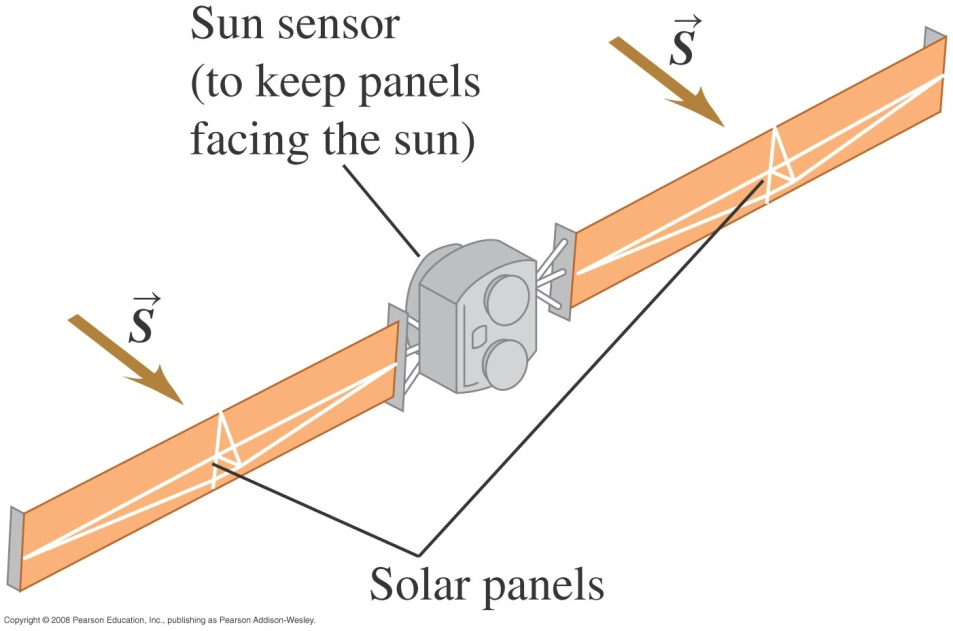 Sun sensor
(to keep panels
facing the sun)
S⃗
S⃗
Solar panels
Copyright © 2008 Pearson Education, Inc., publishing as Pearson Addison-Wesley.